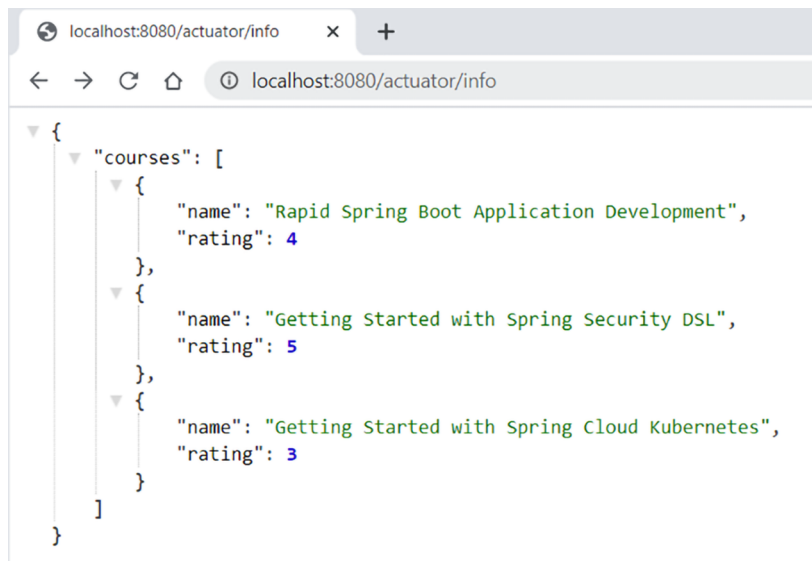 localhost:8080/actuator/info
localhost:8080/actuator/info
{
"courses": [
{
"name": "Rapid Spring Boot Application Development",
"rating": 4
},
{
"name": "Getting Started with Spring Security DSL",
"rating": 5
},
{
"name": "Getting Started with Spring Cloud Kubernetes",
"rating": 3
}
]
}